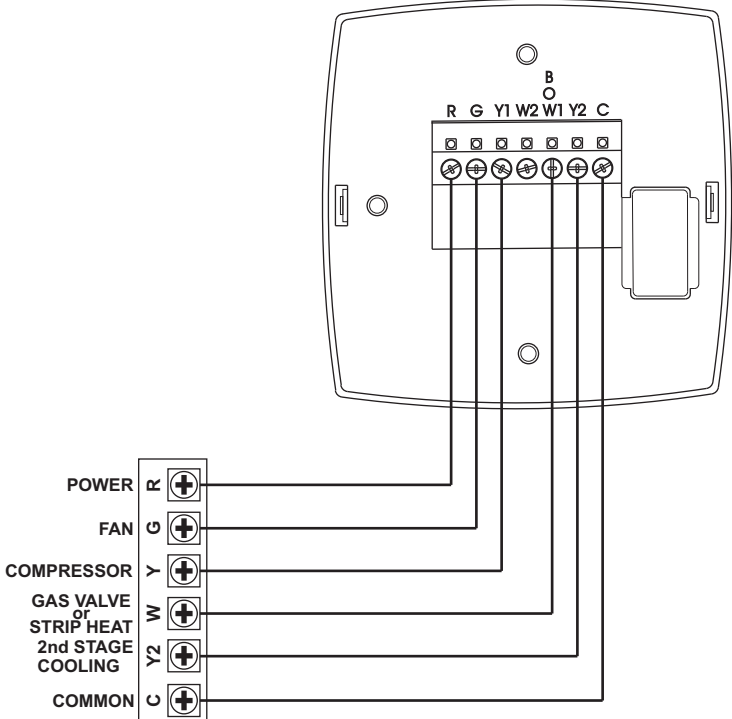 B
R G Y1 W2 W1 Y2 C
POWER R
FAN G
COMPRESSOR Y
GAS VALVE
or
STRIP HEAT
W
2nd STAGE
COOLING
Y2
COMMON C